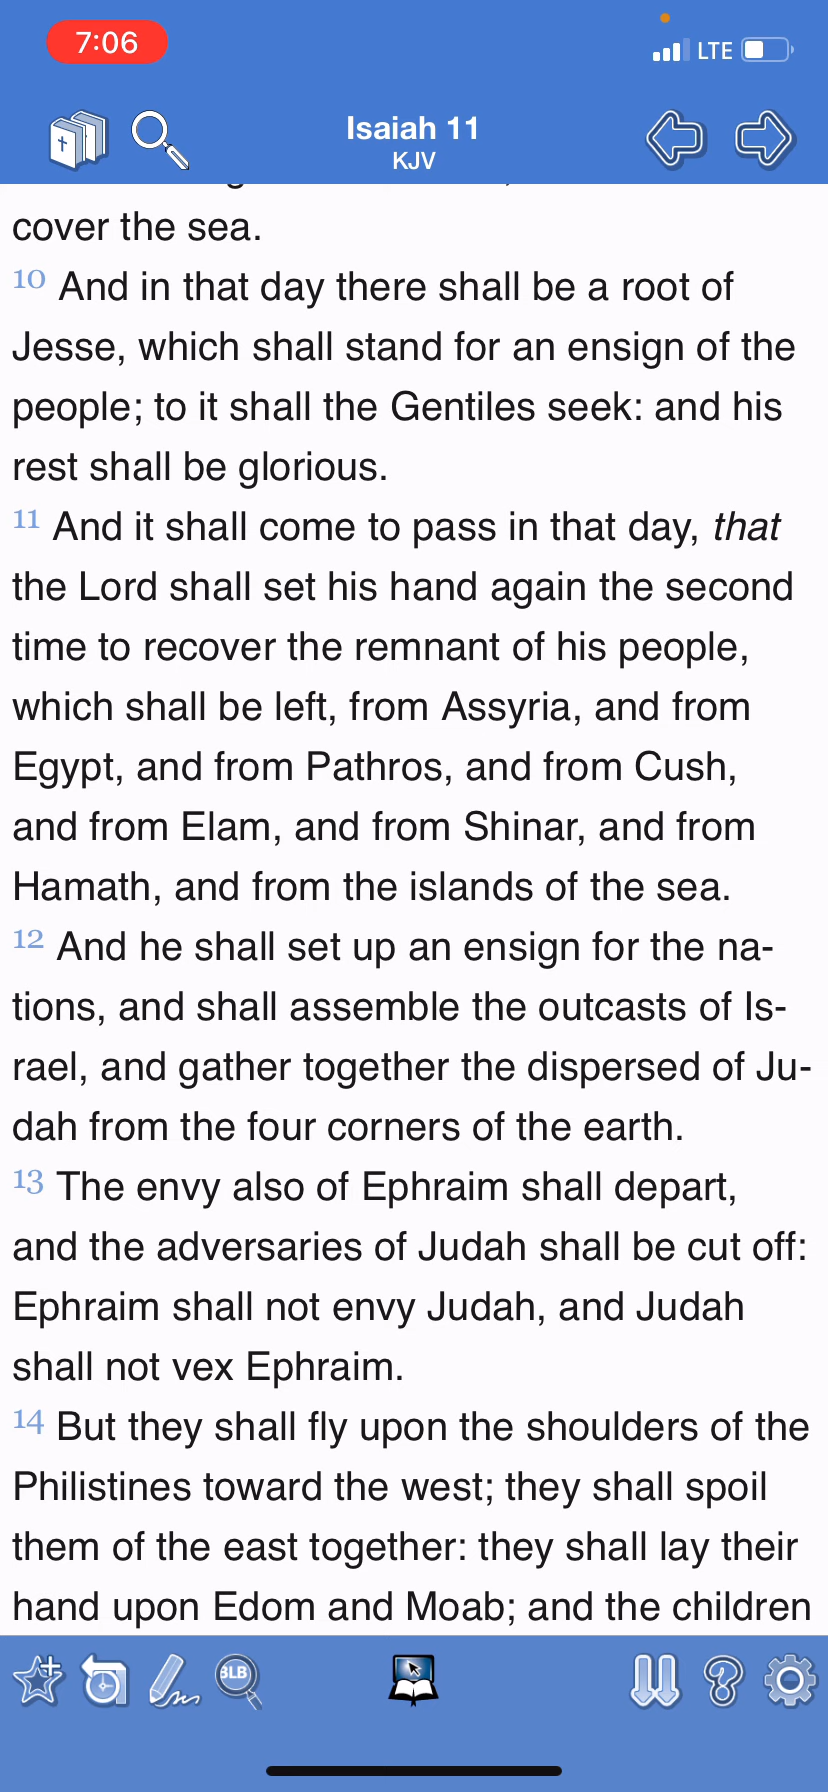 7:06
LTE
Isaiah 11
KJV
cover the sea.
10 And in that day there shall be a root of
Jesse, which shall stand for an ensign of the
people; to it shall the Gentiles seek: and his
rest shall be glorious.
11 And it shall come to pass in that day, that
the Lord shall set his hand again the second
time to recover the remnant of his people,
which shall be left, from Assyria, and from
Egypt, and from Pathros, and from Cush,
and from Elam, and from Shinar, and from
Hamath, and from the islands of the sea.
12 And he shall set up an ensign for the na-
tions, and shall assemble the outcasts of Is-
rael, and gather together the dispersed of Ju-
dah from the four corners of the earth.
13 The envy also of Ephraim shall depart,
and the adversaries of Judah shall be cut off:
Ephraim shall not envy Judah, and Judah
shall not vex Ephraim.
14 But they shall fly upon the shoulders of the
Philistines toward the west; they shall spoil
them of the east together: they shall lay their
hand upon Edom and Moab; and the children
BLB